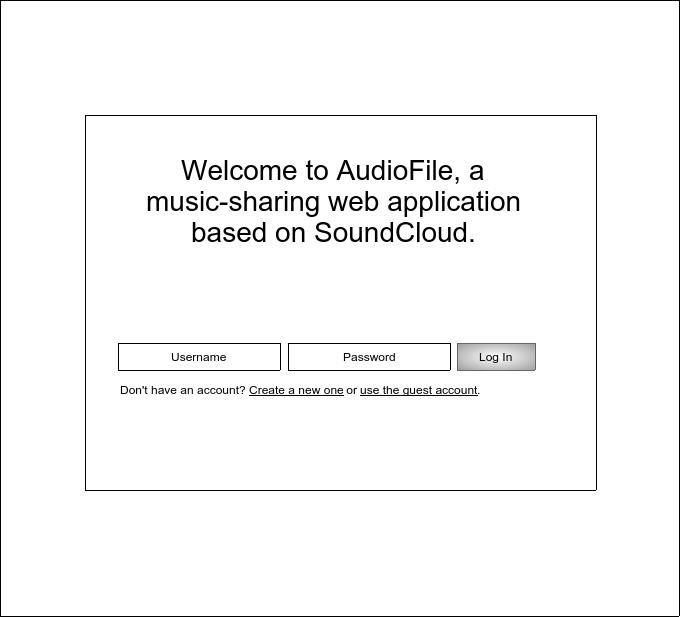 Welcome to AudioFile, a
music-sharing web application
based on SoundCloud.
Username
Password
Log In
Don't have an account? Create a new one or use the guest account.